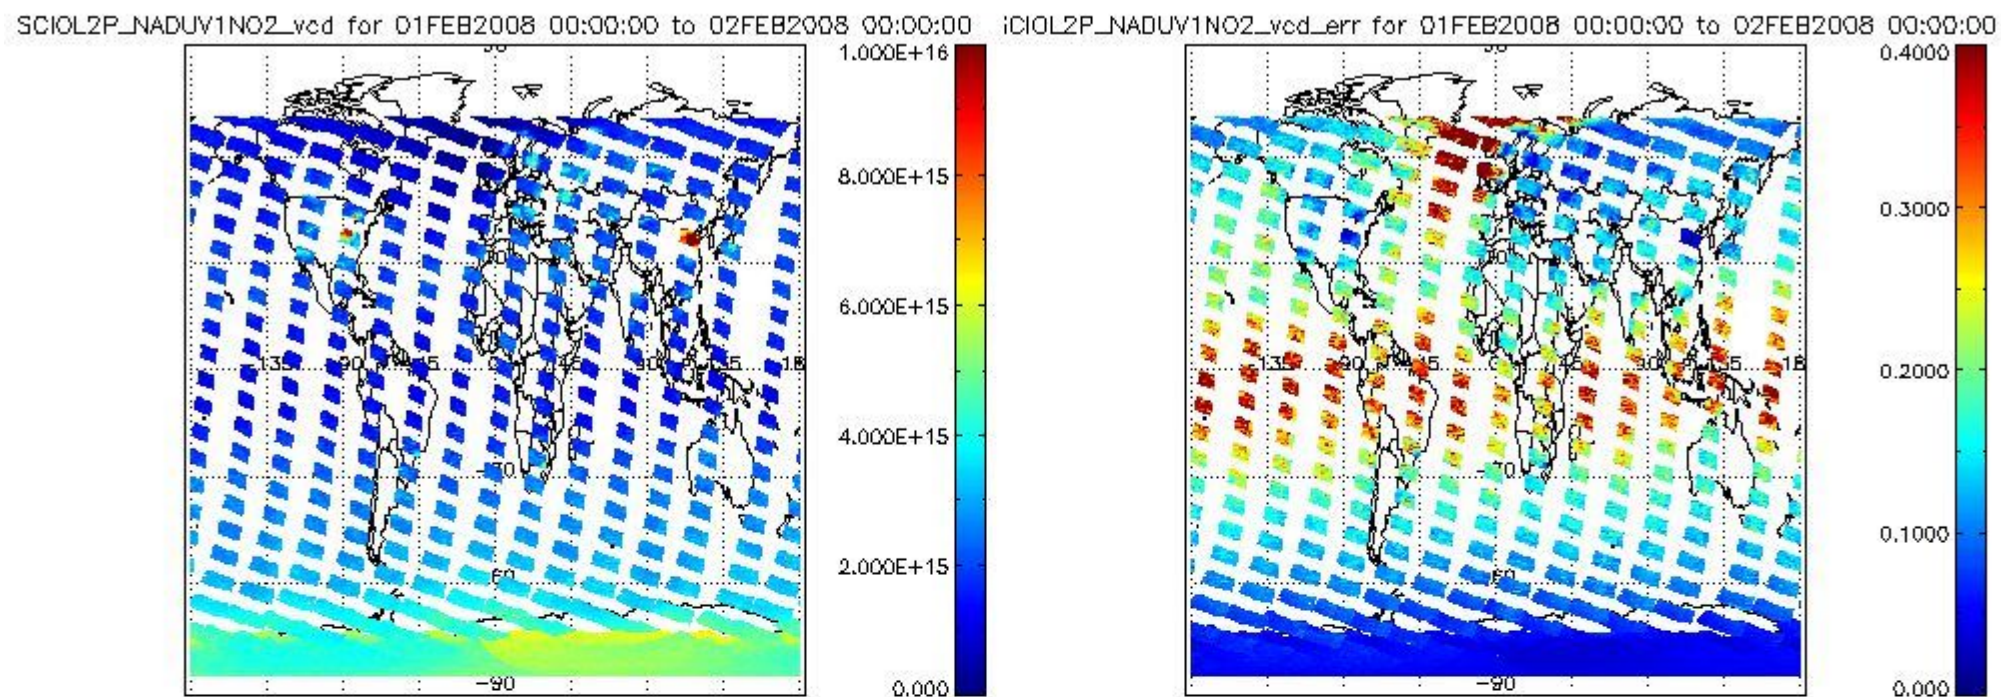 SCIOL2P_NADUV1NO2_vcd for 01FEB2008 00:00:00 to 02FEB2008 00:00:00
1.000E+16
8.000E+15
6.000E+15
4.000E+15
2.000E+15
0.000
-90
iCIOL2P_NADUV1NO2_vcd_err for 01FEB2008 00:00:00 to 02FEB2008 00:00:00
0.4000
0.3000
0.2000
0.1000
0.000
-90